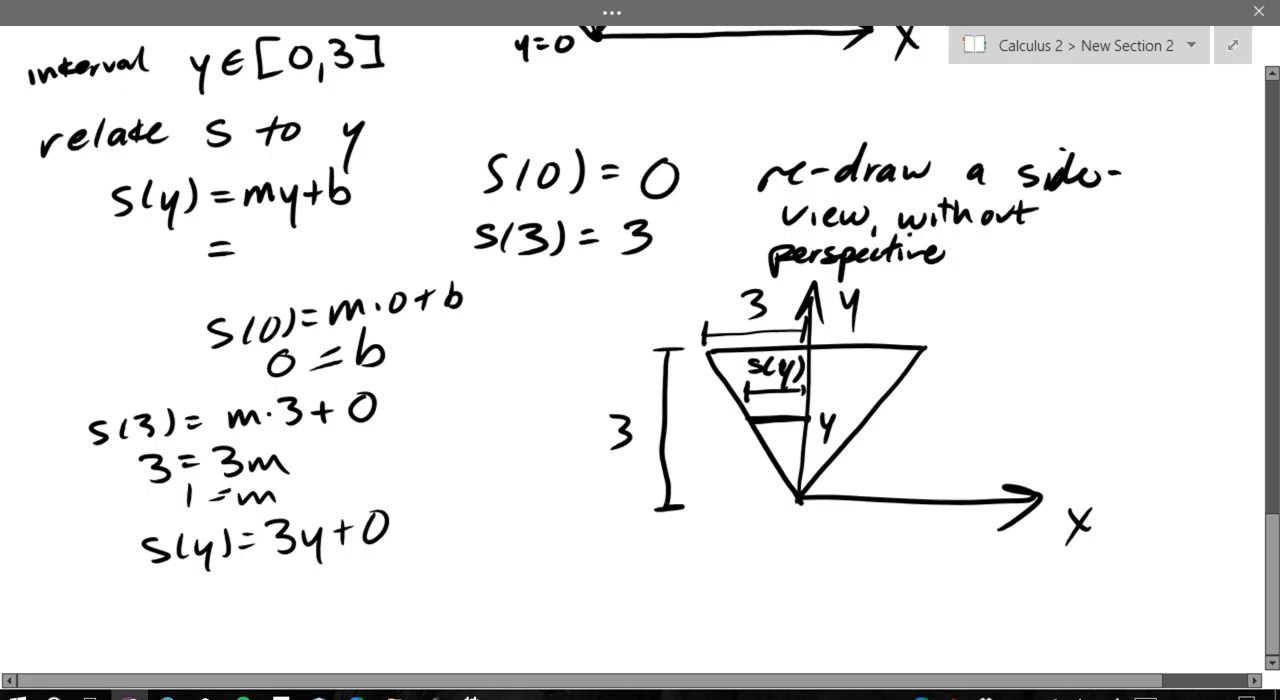 ...
Calculus 2 > New Section 2
y=0
X
interval y∈[0,3]
relate s to y
s(y)=my+b
=
s(0)=0
s(3)=3
re-draw a side-
view, without
perspective
s(0)=m·0+b
0=b
s(3)=m·3+0
3=3m
1=m
s(y)=3y+0
3
y
s(y)
3
y
X